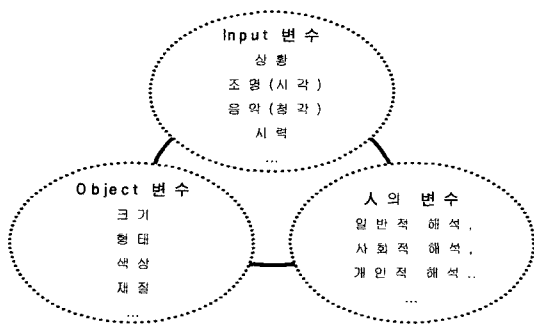 Input 변수
상황
조명(시각)
음악(청각)
시력
...
Object 변수
크기
형태
색상
재질
...
人의 변수
일반적 해석,
사회적 해석,
개인적 해석..
...